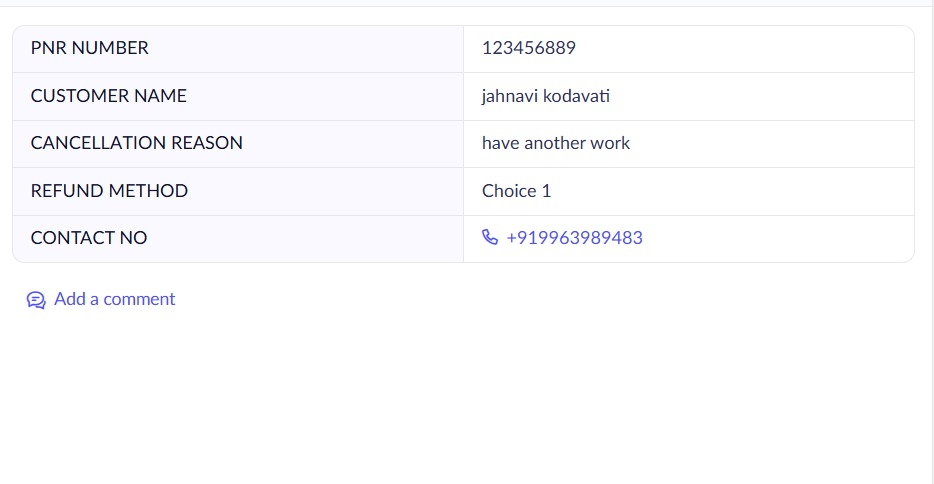 PNR NUMBER 123456889
CUSTOMER NAME jahnavi kodavati
CANCELLATION REASON have another work
REFUND METHOD Choice 1
CONTACT NO +919963989483
Add a comment